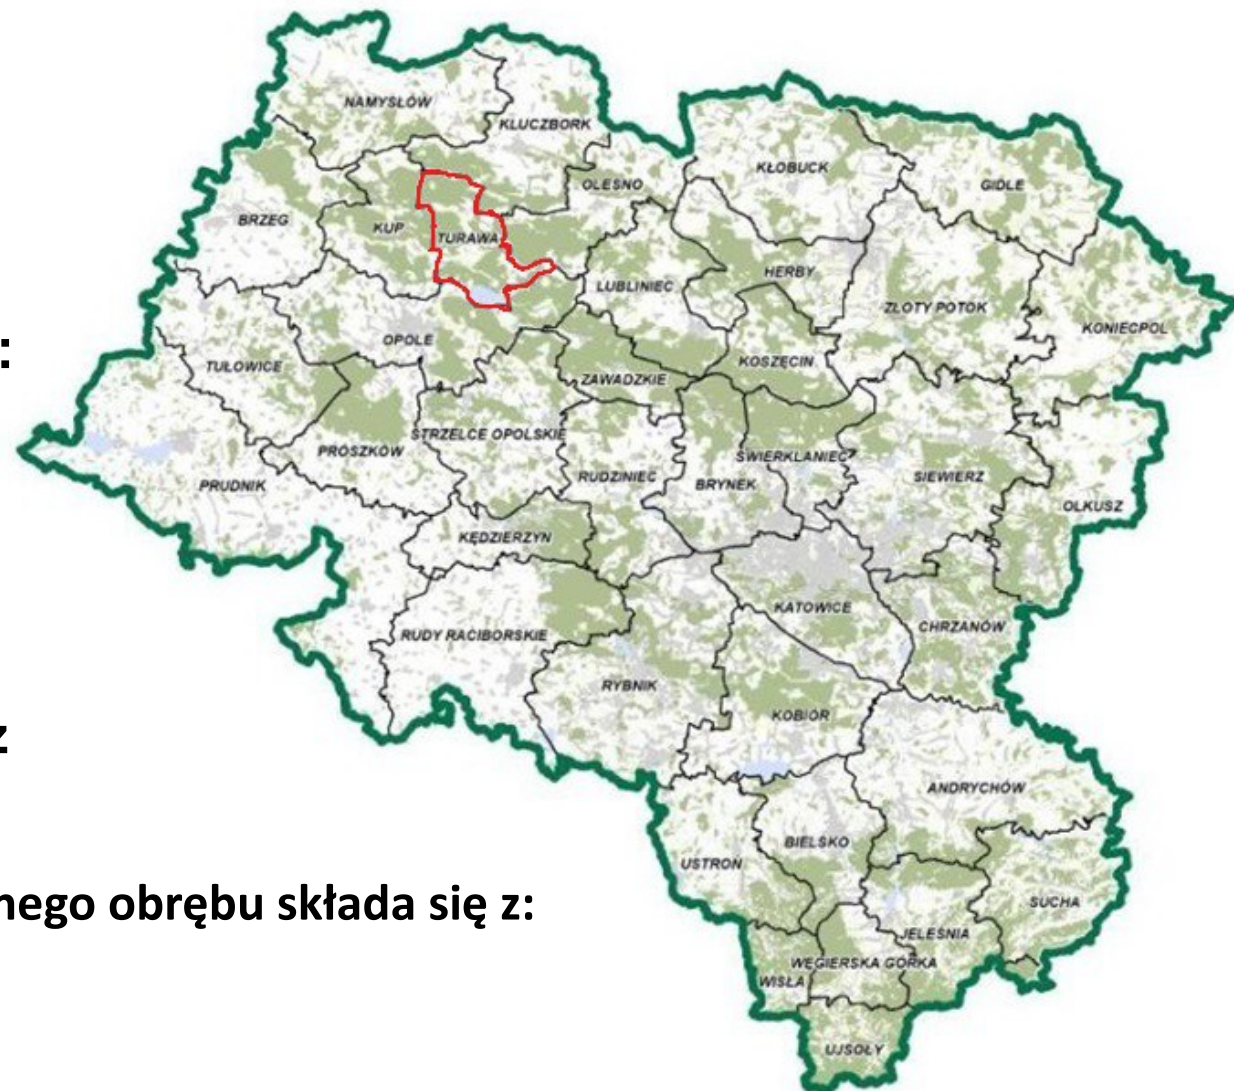 NAMYSŁÓW
KLUCZBORK
KŁOBUCK
OLESNO
GIDLE
BRZEG
KUP
TURAWA
HERBY
LUBLINIEC
ZŁOTY POTOK
KONIECPOL
OPOLE
:
KOSZĘCIN
TUŁOWICE
ZAWADZKIE
STRZELCE OPOLSKIE
PROSZKÓW
ŚWIERKLANIEC
RUDZINIEC
SIEWIERZ
BRYNEK
PRUDNIK
OLKUSZ
KĘDZIERZYN
KATOWICE
CHRZANÓW
RUDY RACIBORSKIE
RYBNIK
KOBIÓR
z
ANDRYCHÓW
BIELSKO
USTROŃ
nego obrębu składa się z:
SUCHA
JELEŚNIA
WĘGIERSKA GÓRKA
WISŁA
UJSOŁY